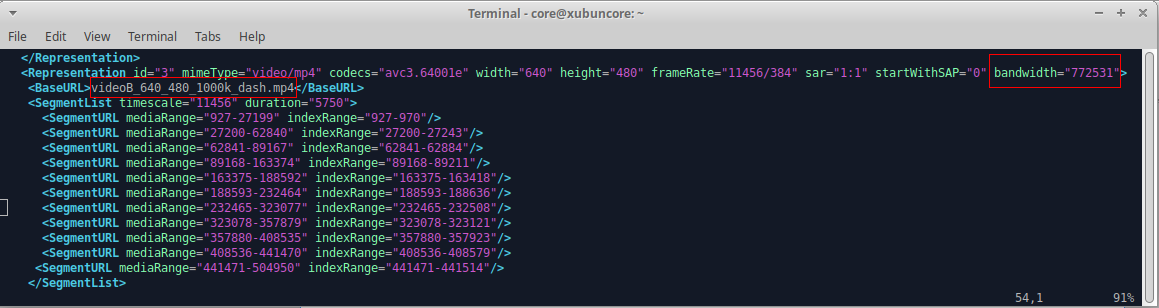 Terminal - core@xubuncore: ~
File Edit View Terminal Tabs Help
</Representation>
<Representation id="3" mimeType="video/mp4" codecs="avc3.64001e" width="640" height="480" frameRate="11456/384" sar="1:1" startWithSAP="0" bandwidth="772531">
<BaseURL>videoB_640_480_1000k_dash.mp4</BaseURL>
<SegmentList timescale="11456" duration="5750">
<SegmentURL mediaRange="927-27199" indexRange="927-970"/>
<SegmentURL mediaRange="27200-62840" indexRange="27200-27243"/>
<SegmentURL mediaRange="62841-89167" indexRange="62841-62884"/>
<SegmentURL mediaRange="89168-163374" indexRange="89168-89211"/>
<SegmentURL mediaRange="163375-188592" indexRange="163375-163418"/>
<SegmentURL mediaRange="188593-232464" indexRange="188593-188636"/>
<SegmentURL mediaRange="232465-323077" indexRange="232465-232508"/>
<SegmentURL mediaRange="323078-357879" indexRange="323078-323121"/>
<SegmentURL mediaRange="357880-408535" indexRange="357880-357923"/>
<SegmentURL mediaRange="408536-441470" indexRange="408536-408579"/>
<SegmentURL mediaRange="441471-504950" indexRange="441471-441514"/>
</SegmentList>
54,1 91%